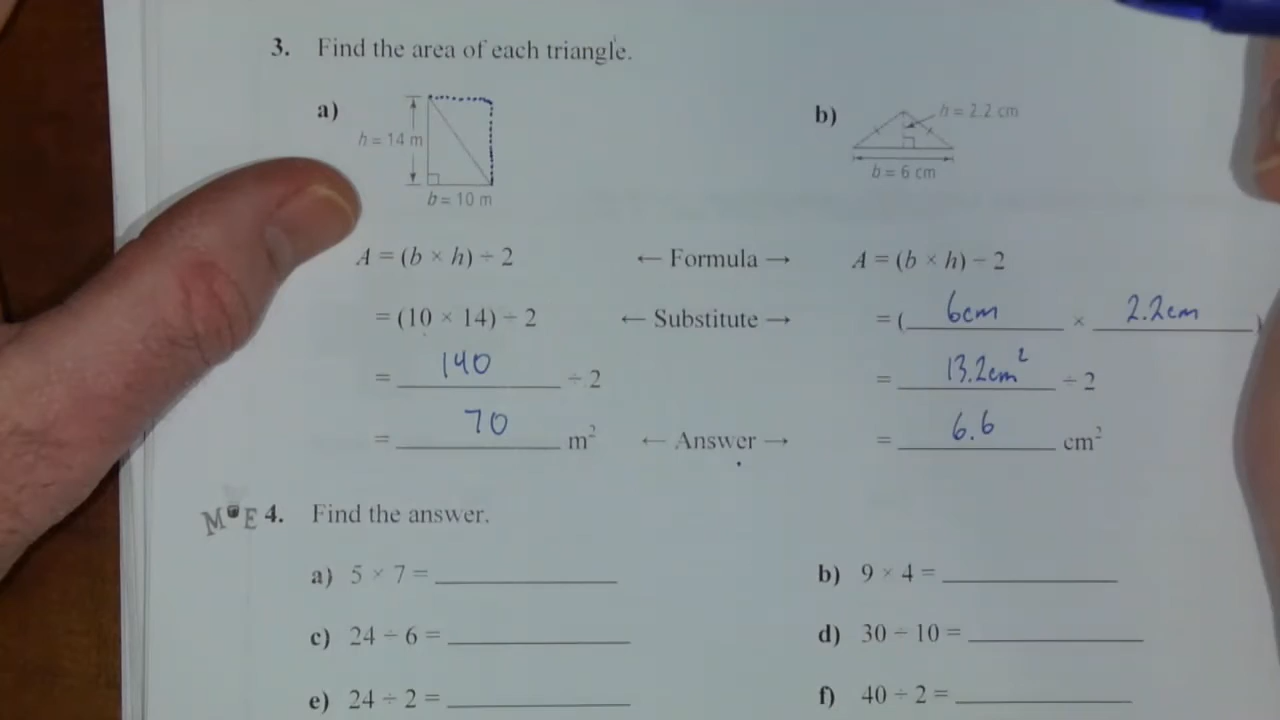 3. Find the area of each triangle.
a) h = 14 m b = 10 m
b) h = 2.2 cm b = 6 cm
A = (b × h) ÷ 2 ← Formula → A = (b × h) ÷ 2
= (10 × 14) ÷ 2 ← Substitute → = ( 6cm × 2.2cm )
= 140 ÷ 2 = 13.2cm² ÷ 2
= 70 m² ← Answer → = 6.6 cm²
4. Find the answer.
a) 5 × 7 = b) 9 × 4 =
c) 24 ÷ 6 = d) 30 ÷ 10 =
e) 24 ÷ 2 = f) 40 ÷ 2 =